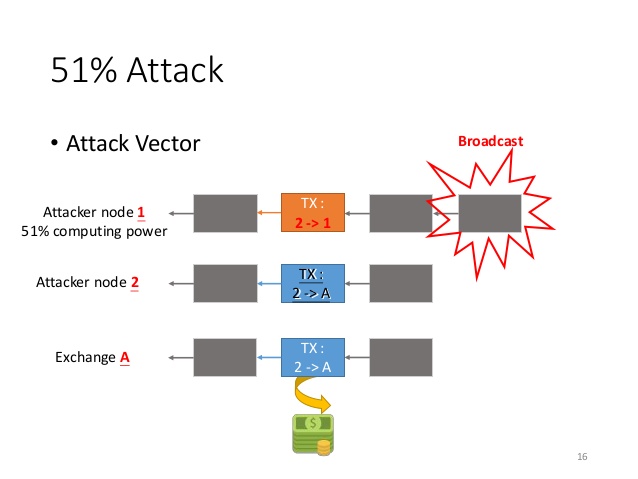 51% Attack
• Attack Vector
Broadcast
Attacker node 1
51% computing power
TX :
2 -> 1
Attacker node 2
TX :
2 -> A
Exchange A
TX :
2 -> A
$
16